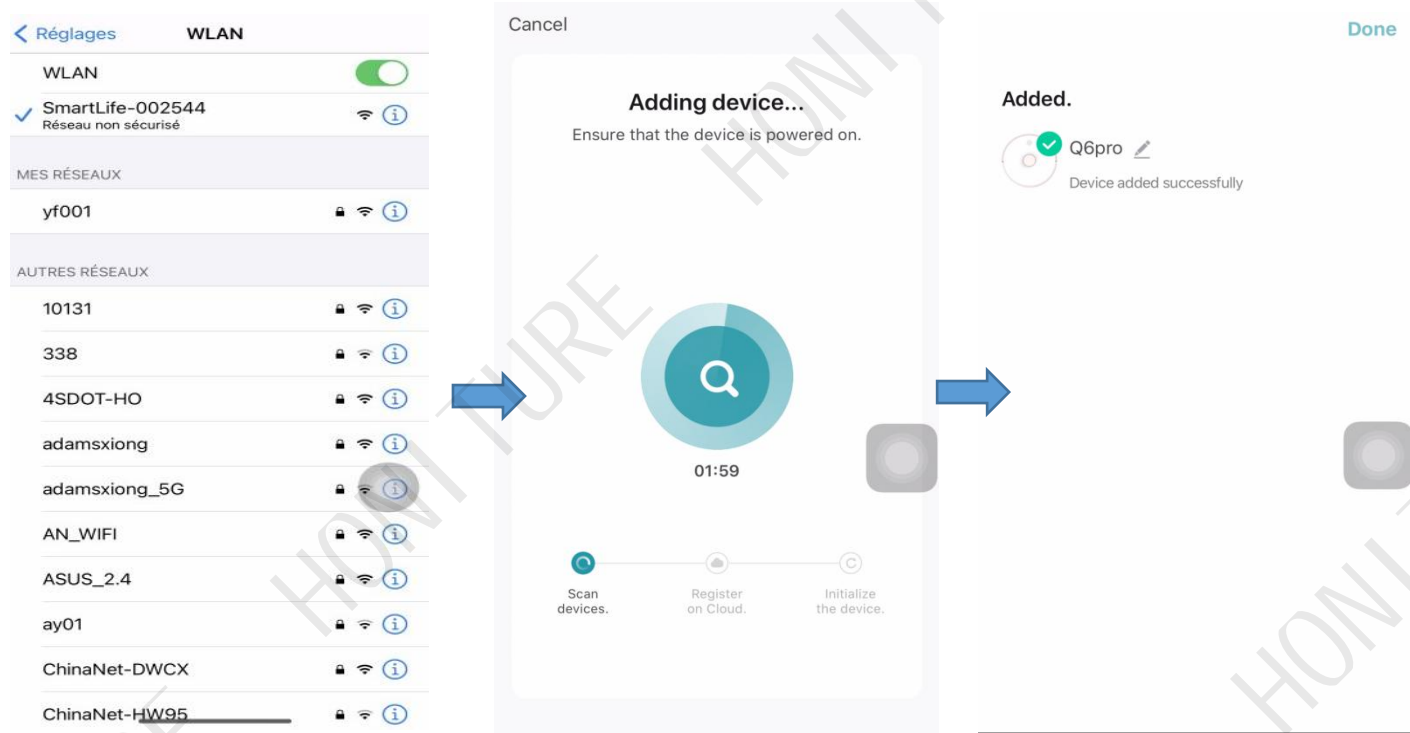 Réglages
WLAN
WLAN
SmartLife-002544
Réseau non sécurisé
MES RÉSEAUX
yf001
AUTRES RÉSEAUX
10131
338
4SDOT-HO
adamsxiong
adamsxiong_5G
AN_WIFI
ASUS_2.4
ay01
ChinaNet-DWCX
ChinaNet-HW95
Cancel
Adding device...
Ensure that the device is powered on.
01:59
Scan
devices.
Register
on Cloud.
Initialize
the device.
Done
Added.
Q6pro
Device added successfully
HONI TURE